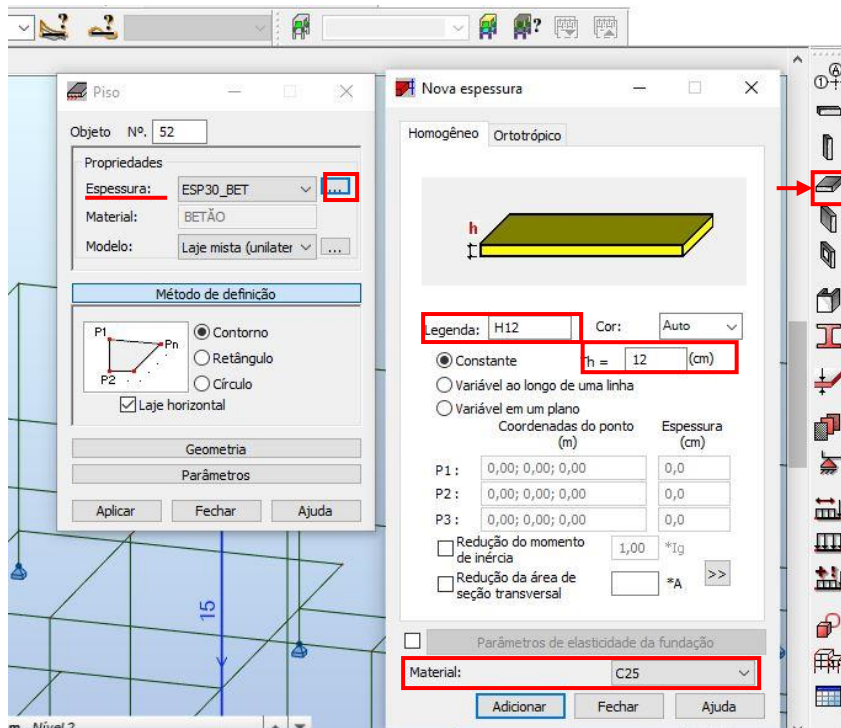 Piso
Objeto Nº. 52
Propriedades
Espessura: ESP30_BET ...
Material: BETÃO
Modelo: Laje mista (unilater ...
Método de definição
P1
Pn
P2
Contorno
Retângulo
Círculo
Laje horizontal
Geometria
Parâmetros
Aplicar Fechar Ajuda
Nova espessura
Homogêneo Ortotrópico
h
Legenda: H12 Cor: Auto
Constante Th = 12 (cm)
Variável ao longo de uma linha
Variável em um plano
Coordenadas do ponto Espessura
(m) (cm)
P1: 0,00; 0,00; 0,00 0,0
P2: 0,00; 0,00; 0,00 0,0
P3: 0,00; 0,00; 0,00 0,0
Redução do momento de inércia 1,00 *Ig
Redução da área de seção transversal *A >>
Parâmetros de elasticidade da fundação
Material: C25
Adicionar Fechar Ajuda
15
Nível 2